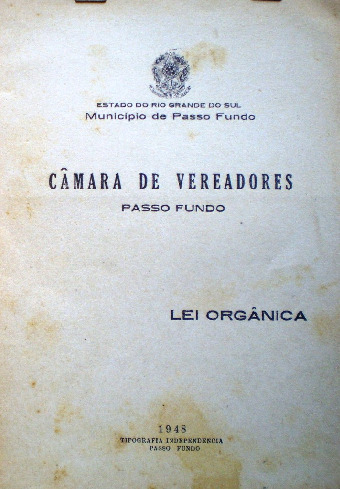 ESTADO DO RIO GRANDE DO SUL
Município de Passo Fundo
CÂMARA DE VEREADORES
PASSO FUNDO
LEI ORGÂNICA
1948
TIPOGRAFIA INDEPENDÊNCIA
PASSO FUNDO